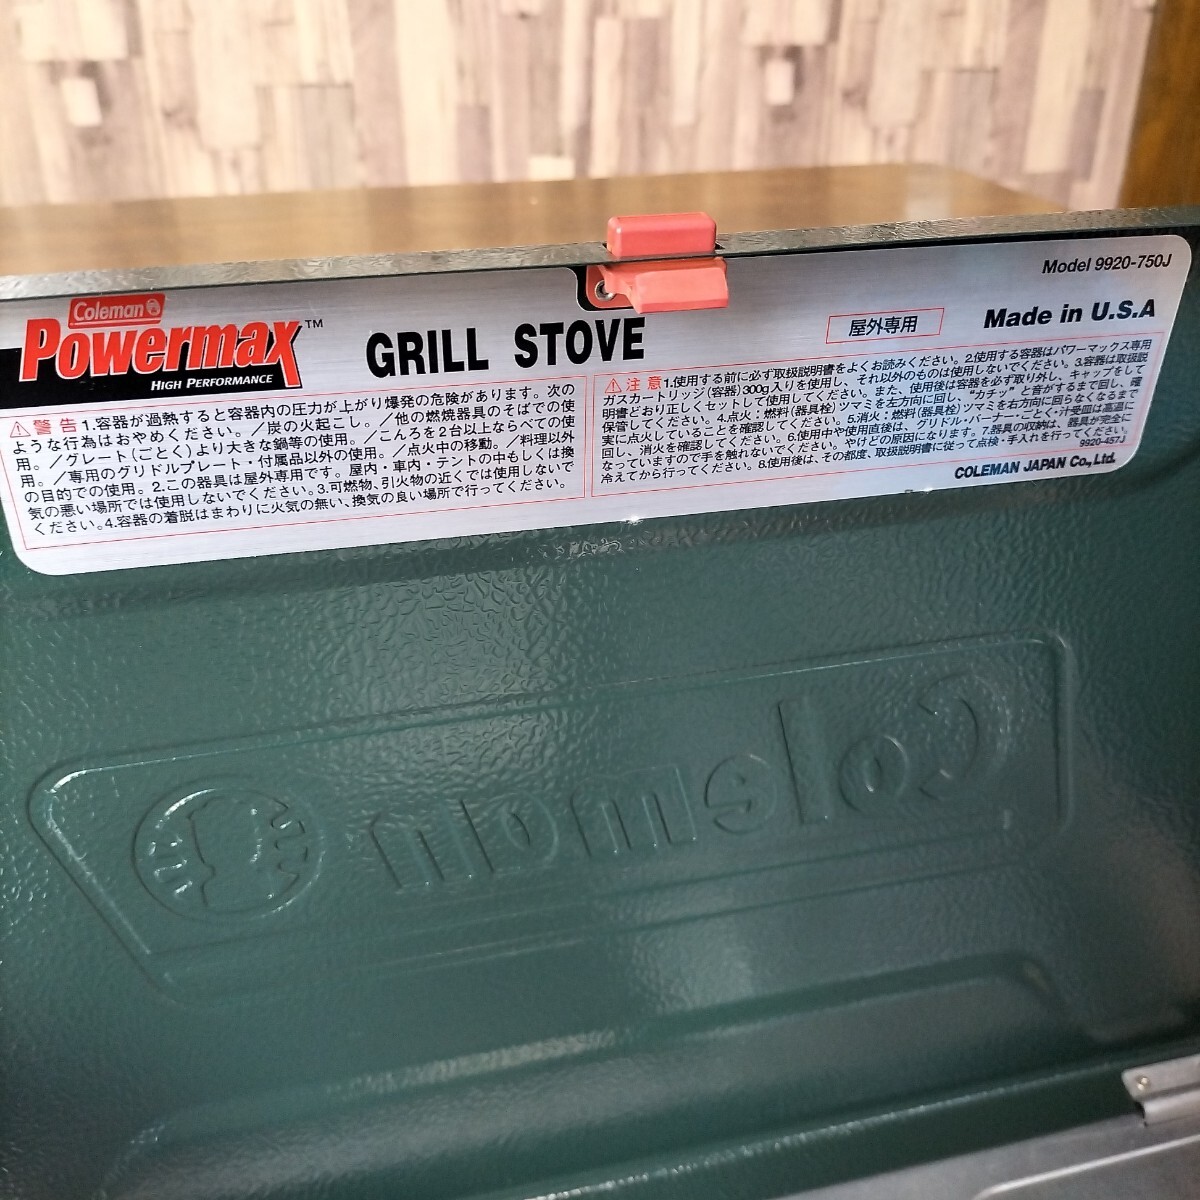 Coleman
Powermax™
HIGH PERFORMANCE
GRILL STOVE
屋外専用
Model 9920-750J
Made in U.S.A
警告 1.容器が過熱すると容器内の圧力が上がり爆発の危険があります。次の
ような行為はおやめください。/炭の火起こし。/他の燃焼器具のそばでの使
用。/グレート(ごとく)より大きな鍋等の使用。/こんろを2台以上ならべての使
用。/専用のグリドルプレート・付属品以外の使用。/点火中の移動。/料理以外
の目的での使用。2.この器具は屋外専用です。屋内・車内・テントの中もしくは換
気の悪い場所では使用しないでください。3.可燃物、引火物の近くでは使用しないで
ください。4.容器の着脱はまわりに火気の無い、換気の良い場所で行ってください。
注意 1.使用する前に必ず取扱説明書をよくお読みください。2.使用する容器はパワーマックス専用
ガスカートリッジ(容器)300g入りを使用し、それ以外のものは使用しないでください。3.容器は取扱説
明書どおり正しくセットして使用してください。また、使用後は容器を必ず取り外し、キャップをして
保管してください。4.点火:燃料(器具栓)ツマミを左方向に回し、“カチッ”と音がするまで回し、確
実に点火していることを確認してください。5.消火:燃料(器具栓)ツマミを右方向に回らなくなるまで
回し、消火を確認してください。6.使用中や使用直後は、グリドル・バーナー・ごとく・汁受皿は高温に
なっていますので手を触れないでください。やけどの原因になります。7.器具の収納は、器具が完全に
冷えてから行ってください。8.使用後は、その都度、取扱説明書に従って点検・手入れを行ってください。
9920-457J
COLEMAN JAPAN Co., Ltd.
Coleman